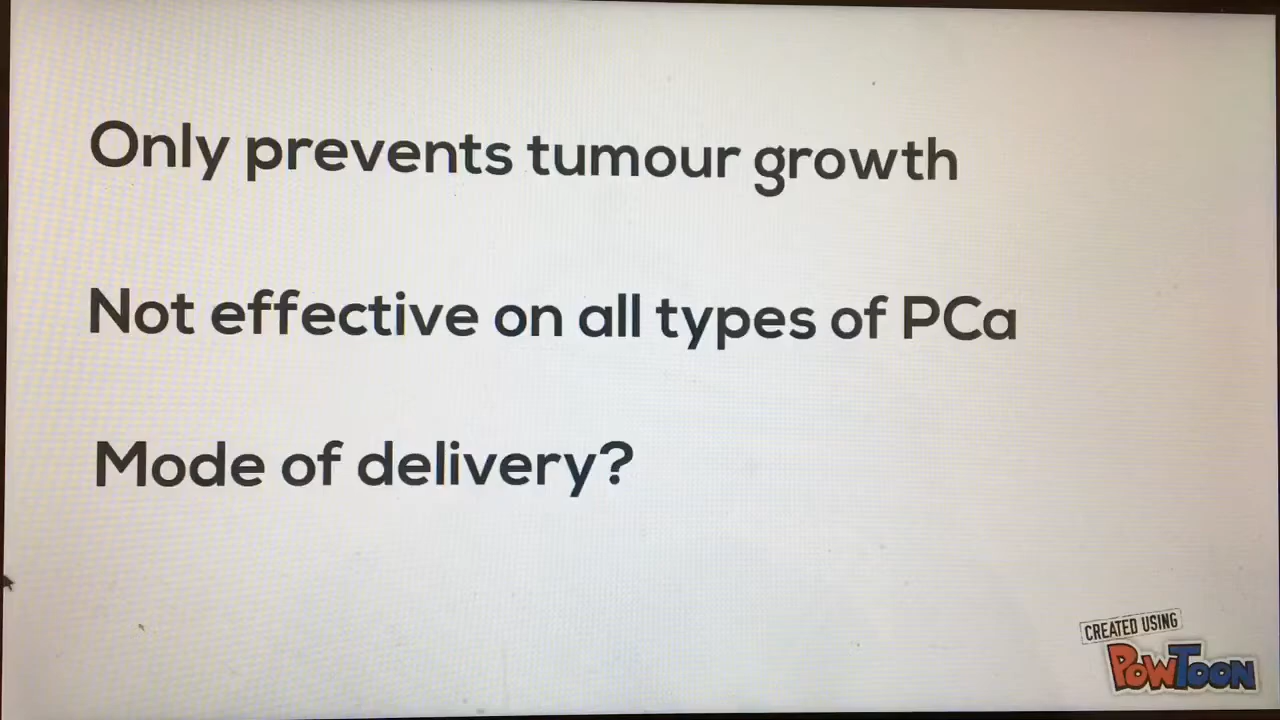 Only prevents tumour growth
Not effective on all types of PCa
Mode of delivery?
CREATED USING
POWTOON